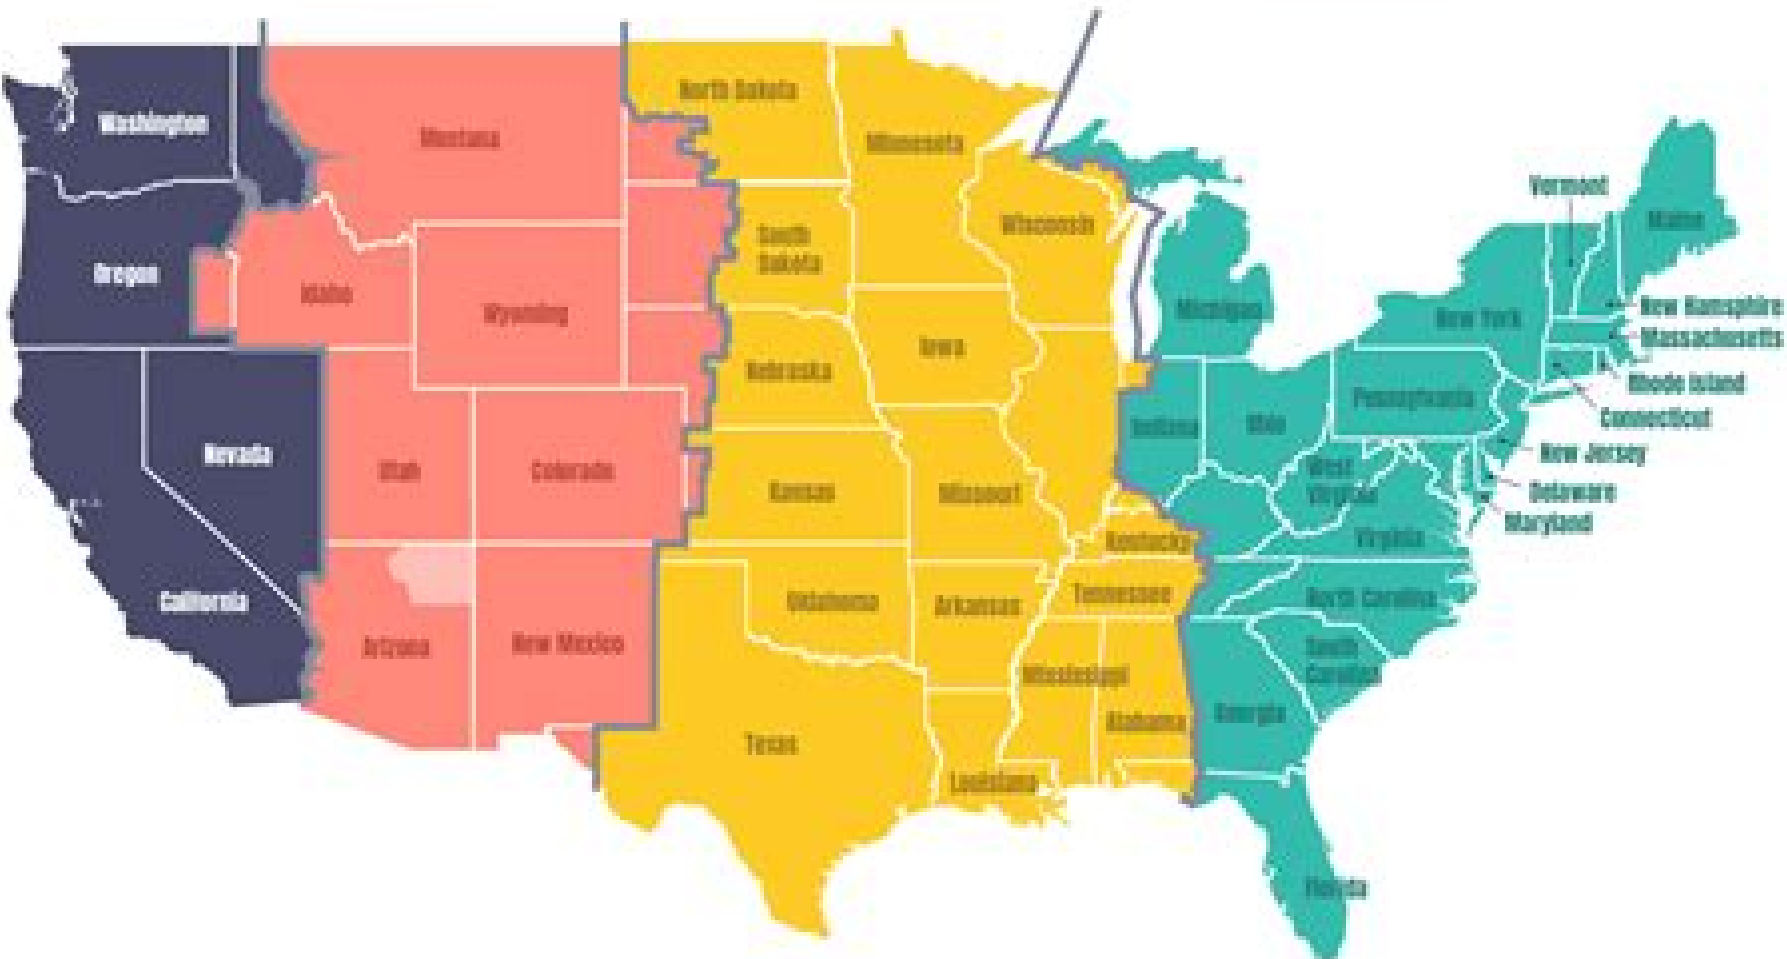 Washington
Montana
North Dakota
Minnesota
Vermont
Maine
Oregon
Idaho
Wyoming
South
Dakota
Wisconsin
Michigan
New York
New Hamsphire
Massachusetts
Rhode Island
Connecticut
Nevada
Utah
Colorado
Nebraska
Iowa
Indiana
Ohio
Pennsylvania
New Jersey
Delaware
Maryland
Kansas
Missouri
West
Virginia
Virginia
Kentucky
California
Arizona
New Mexico
Oklahoma
Arkansas
Tennessee
North Carolina
South
Carolina
Mississippi
Alabama
Georgia
Texas
Louisiana
Florida